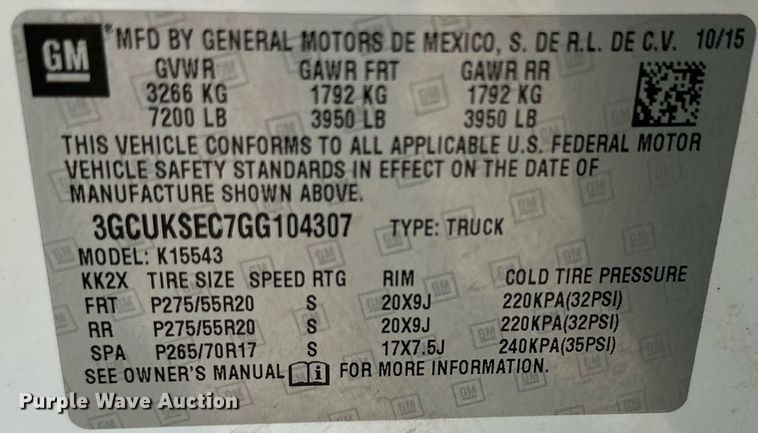 GM ® MFD BY GENERAL MOTORS DE MEXICO, S. DE R.L. DE C.V. 10/15
GVWR GAWR FRT GAWR RR
3266 KG 1792 KG 1792 KG
7200 LB 3950 LB 3950 LB
THIS VEHICLE CONFORMS TO ALL APPLICABLE U.S. FEDERAL MOTOR
VEHICLE SAFETY STANDARDS IN EFFECT ON THE DATE OF
MANUFACTURE SHOWN ABOVE.
3GCUKSEC7GG104307 TYPE: TRUCK
MODEL: K15543
KK2X TIRE SIZE SPEED RTG RIM COLD TIRE PRESSURE
FRT P275/55R20 S 20X9J 220KPA(32PSI)
RR P275/55R20 S 20X9J 220KPA(32PSI)
SPA P265/70R17 S 17X7.5J 240KPA(35PSI)
SEE OWNER'S MANUAL i FOR MORE INFORMATION.
Purple Wave Auction